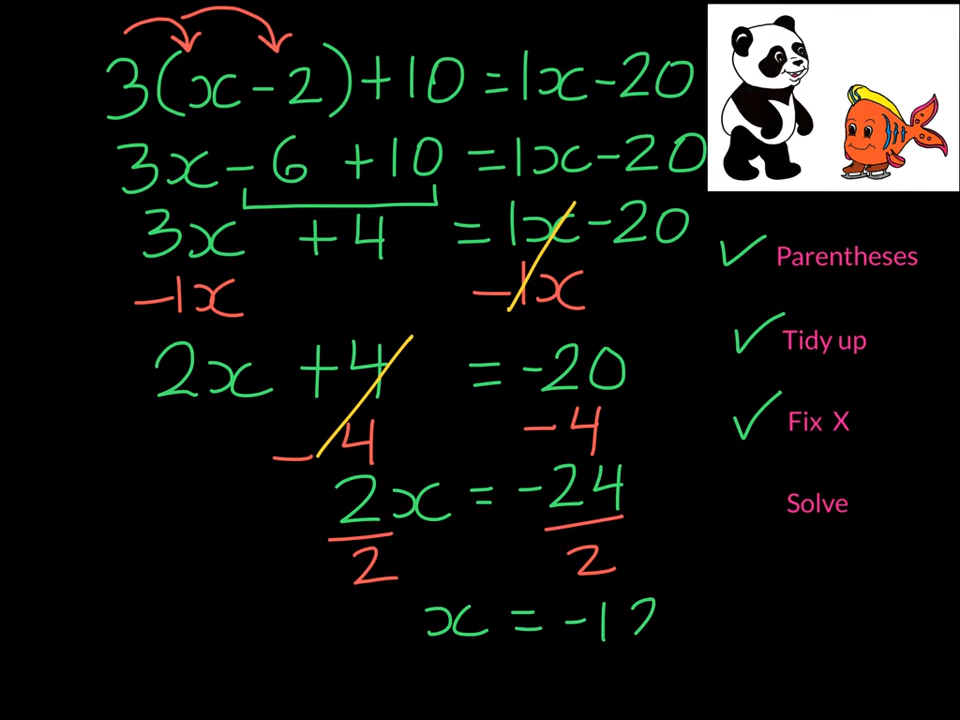 3(x-2)+10=1x-20
3x-6+10=1x-20
3x+4=1x-20
-1x -1x
2x+4=-20
-4 -4
2x=-24
2 2
x=-12
Parentheses
Tidy up
Fix X
Solve